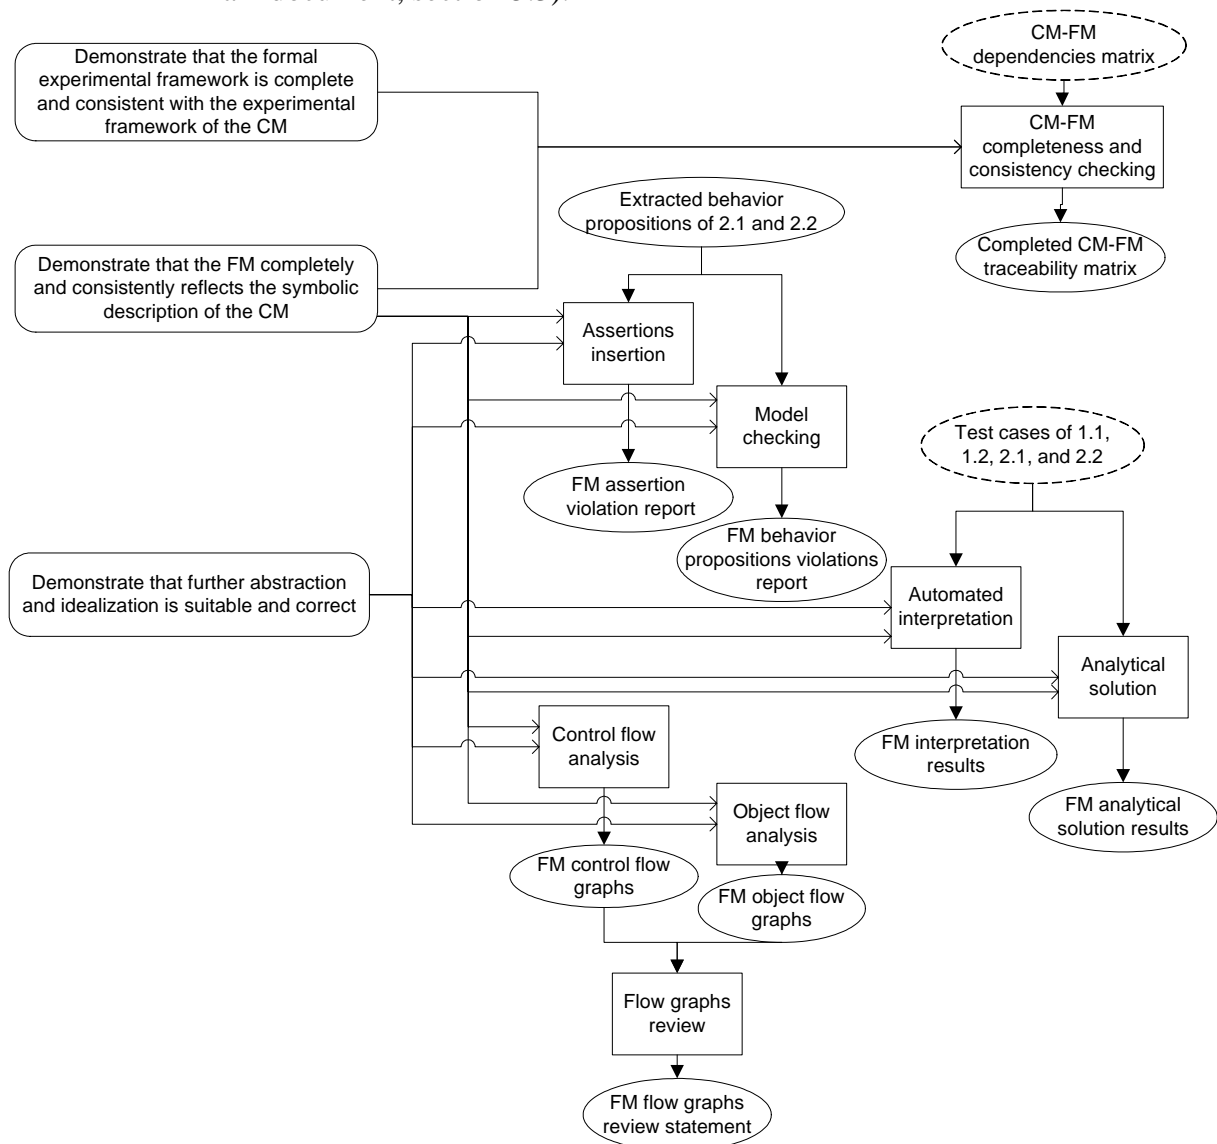 CM-FM
dependencies matrix
Demonstrate that the formal
experimental framework is complete
and consistent with the experimental
framework of the CM
CM-FM
completeness and
consistency checking
Extracted behavior
propositions of 2.1 and 2.2
Completed CM-FM
traceability matrix
Demonstrate that the FM completely
and consistently reflects the symbolic
description of the CM
Assertions
insertion
Model
checking
Test cases of 1.1,
1.2, 2.1, and 2.2
FM assertion
violation report
FM behavior
propositions violations
report
Demonstrate that further abstraction
and idealization is suitable and correct
Automated
interpretation
Analytical
solution
Control flow
analysis
FM interpretation
results
Object flow
analysis
FM analytical
solution results
FM control flow
graphs
FM object flow
graphs
Flow graphs
review
FM flow graphs
review statement